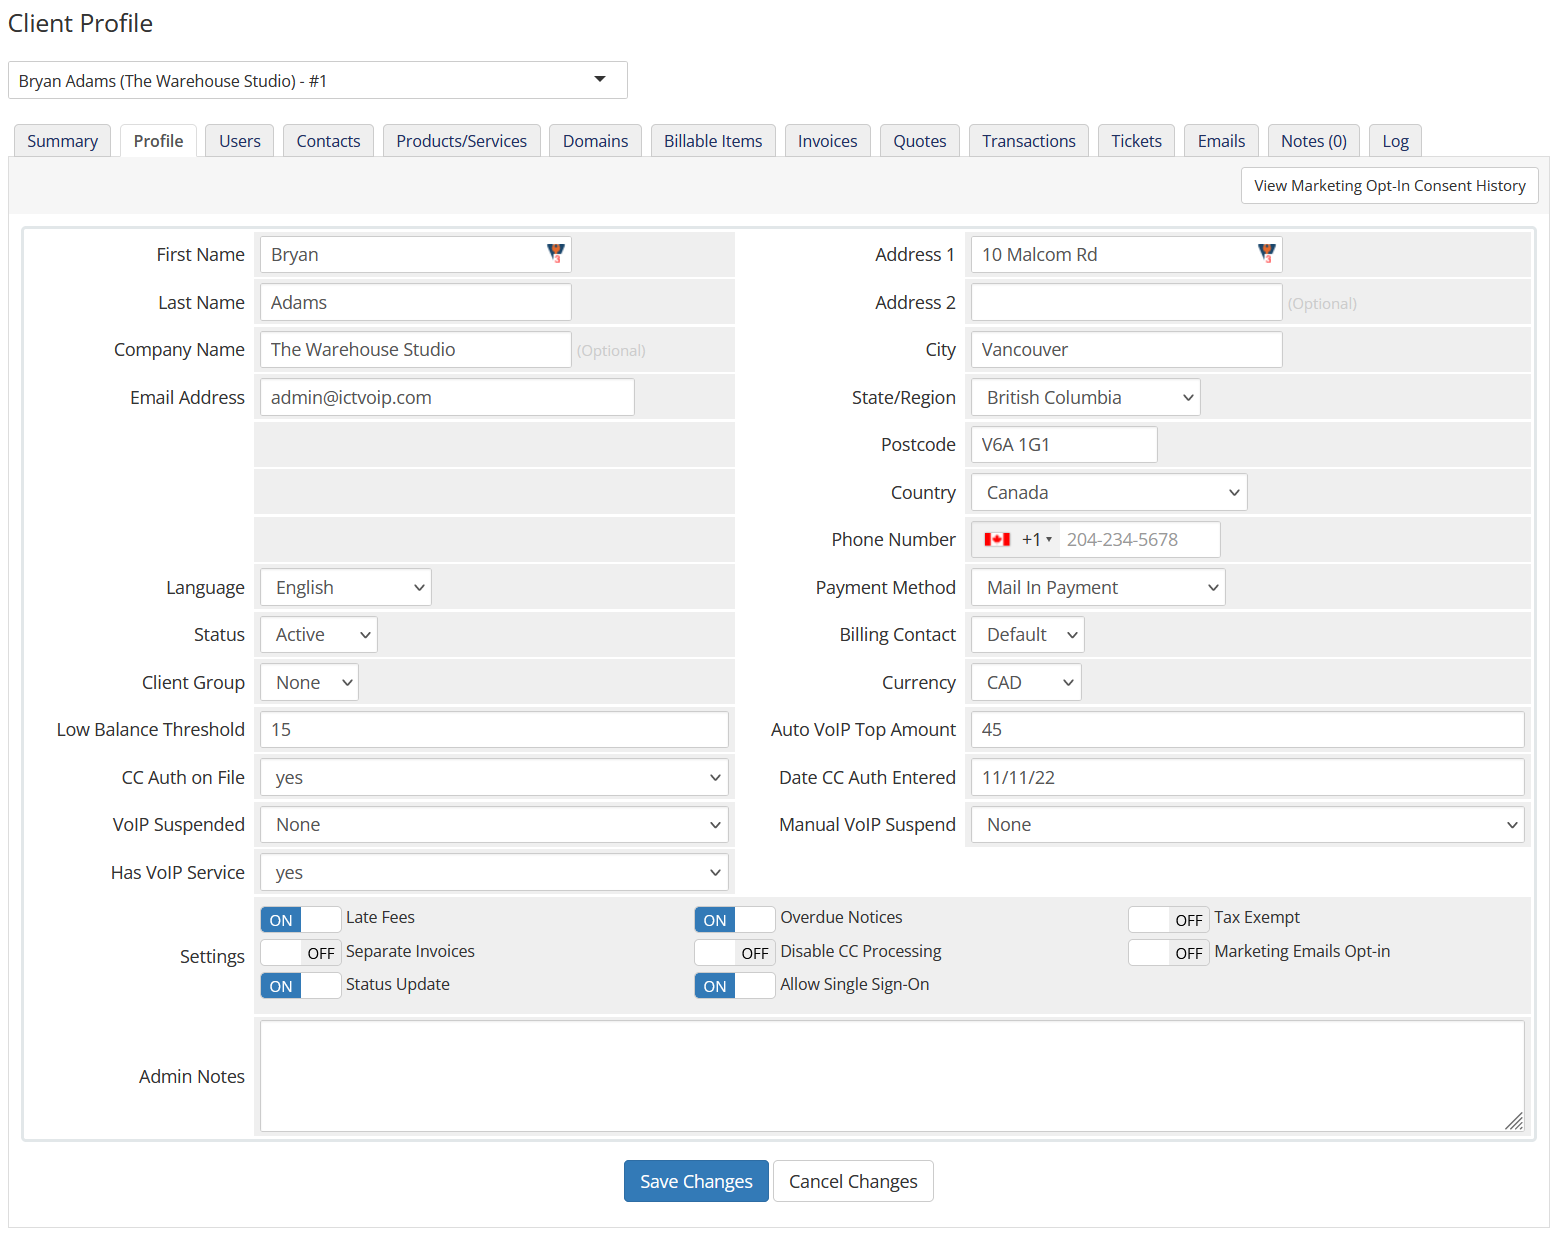 Client Profile
Bryan Adams (The Warehouse Studio) - #1
Summary Profile Users Contacts Products/Services Domains Billable Items Invoices Quotes Transactions Tickets Emails Notes (0) Log
View Marketing Opt-In Consent History
First Name Bryan 3 Address 1 10 Malcom Rd 3
Last Name Adams Address 2 (Optional)
Company Name The Warehouse Studio (Optional) City Vancouver
Email Address admin@ictvoip.com State/Region British Columbia
Postcode V6A 1G1
Country Canada
Phone Number +1 204-234-5678
Language English Payment Method Mail In Payment
Status Active Billing Contact Default
Client Group None Currency CAD
Low Balance Threshold 15 Auto VoIP Top Amount 45
CC Auth on File yes Date CC Auth Entered 11/11/22
VoIP Suspended None Manual VoIP Suspend None
Has VoIP Service yes
ON Late Fees ON Overdue Notices OFF Tax Exempt
Settings OFF Separate Invoices OFF Disable CC Processing OFF Marketing Emails Opt-in
ON Status Update ON Allow Single Sign-On
Admin Notes
Save Changes Cancel Changes